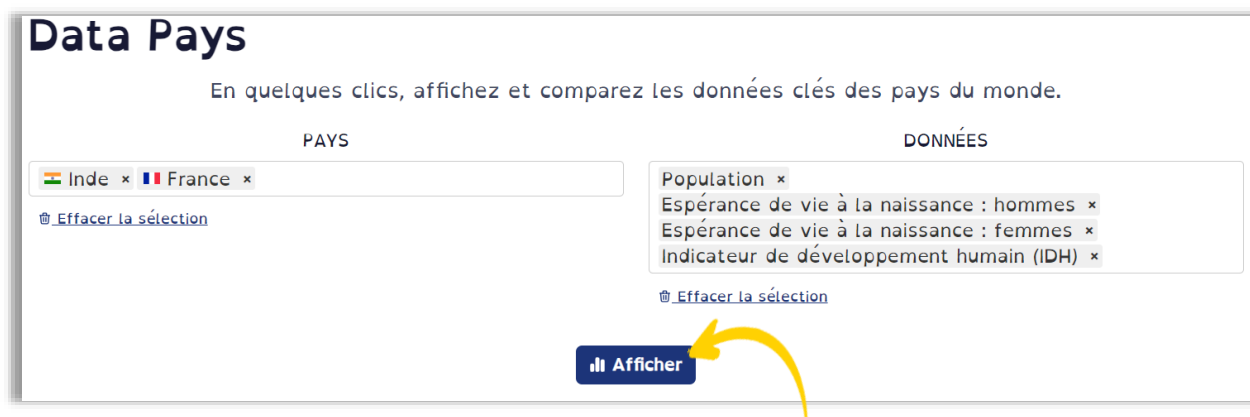 Data Pays
En quelques clics, affichez et comparez les données clés des pays du monde.
PAYS
Inde × France ×
Effacer la sélection
DONNÉES
Population ×
Espérance de vie à la naissance : hommes ×
Espérance de vie à la naissance : femmes ×
Indicateur de développement humain (IDH) ×
Effacer la sélection
Afficher